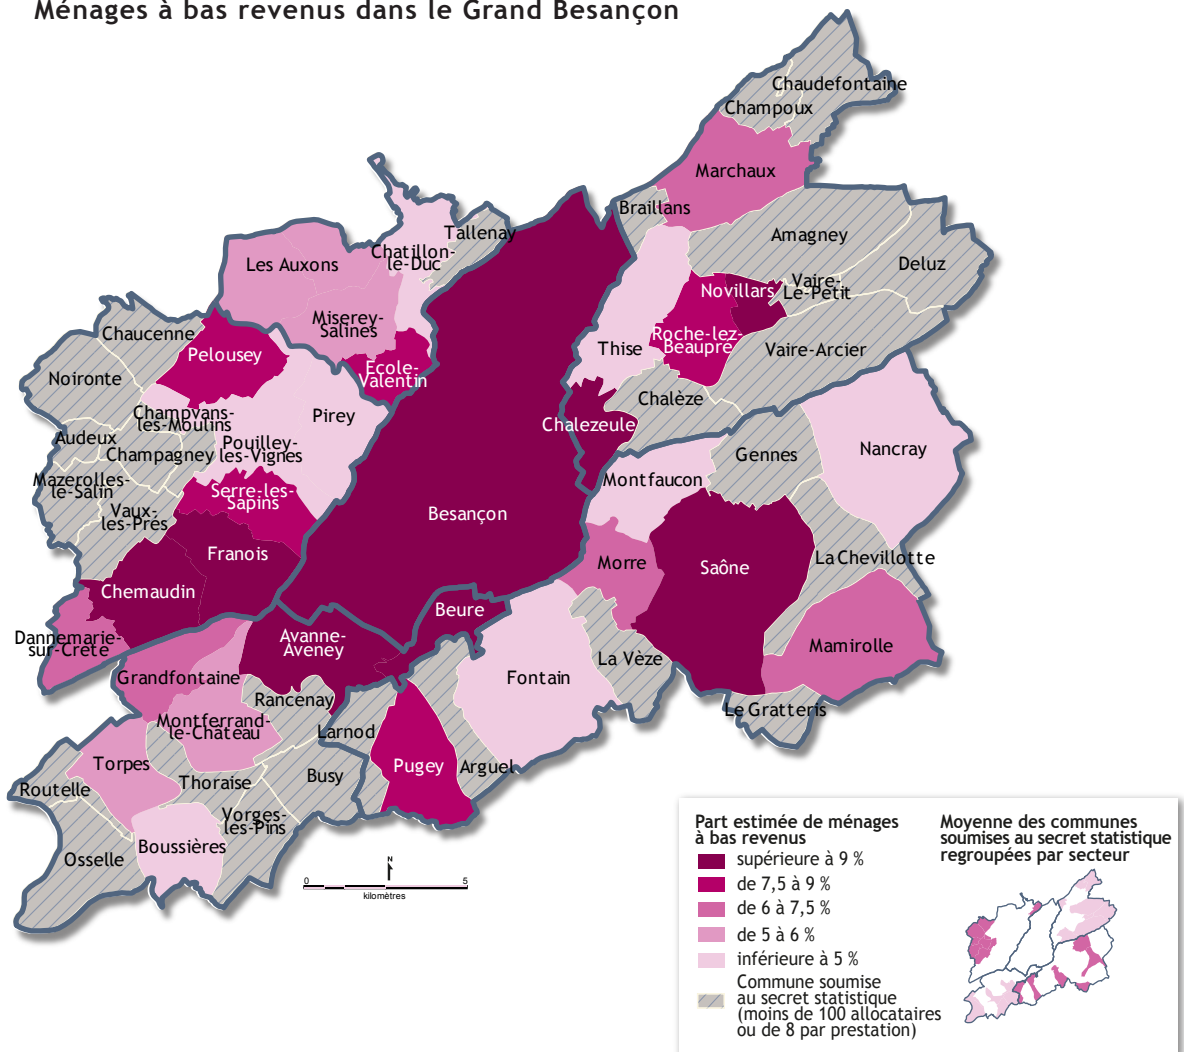 Ménages à bas revenus dans le Grand Besançon
Chaudefontaine
Champoux
Marchaux
Braillans
Tallenay
Chatillon-
le-Duc
Amagney
Les Auxons
Deluz
Vaire-
Le-Petit
Novillars
Miserey-
Salines
Chaucenne
Roche-lez-
Beaupré
Pelousey
Thise
Vaire-Arcier
Ecole-
Valentin
Noironte
Chalèze
Champvans-
les-Moutins
Pirey
Chalezeule
Audeux
Pouilley-
les-Vignes
Champagney
Gennes
Nancray
Mazerolles-
le-Salin
Montfaucon
Serre-les-
Sapins
Vaux-
les-Prés
Besançon
Franois
La Chevillotte
Morre
Saône
Chemaudin
Beure
Dannemarie-
sur-Crète
Avanne-
Aveney
Mamirolle
La Vèze
Grandfontaine
Fontain
Rancenay
Le Gratteris
Montferrand-
le-Château
Larnod
Torpes
Pugey
Arguel
Busy
Thoraise
Routelle
Vorges-
les-Pins
Boussières
Osselle
N
0 5
kilomètres
Part estimée de ménages
à bas revenus
supérieure à 9 %
de 7,5 à 9 %
de 6 à 7,5 %
de 5 à 6 %
inférieure à 5 %
Commune soumise
au secret statistique
(moins de 100 allocataires
ou de 8 par prestation)
Moyenne des communes
soumises au secret statistique
regroupées par secteur